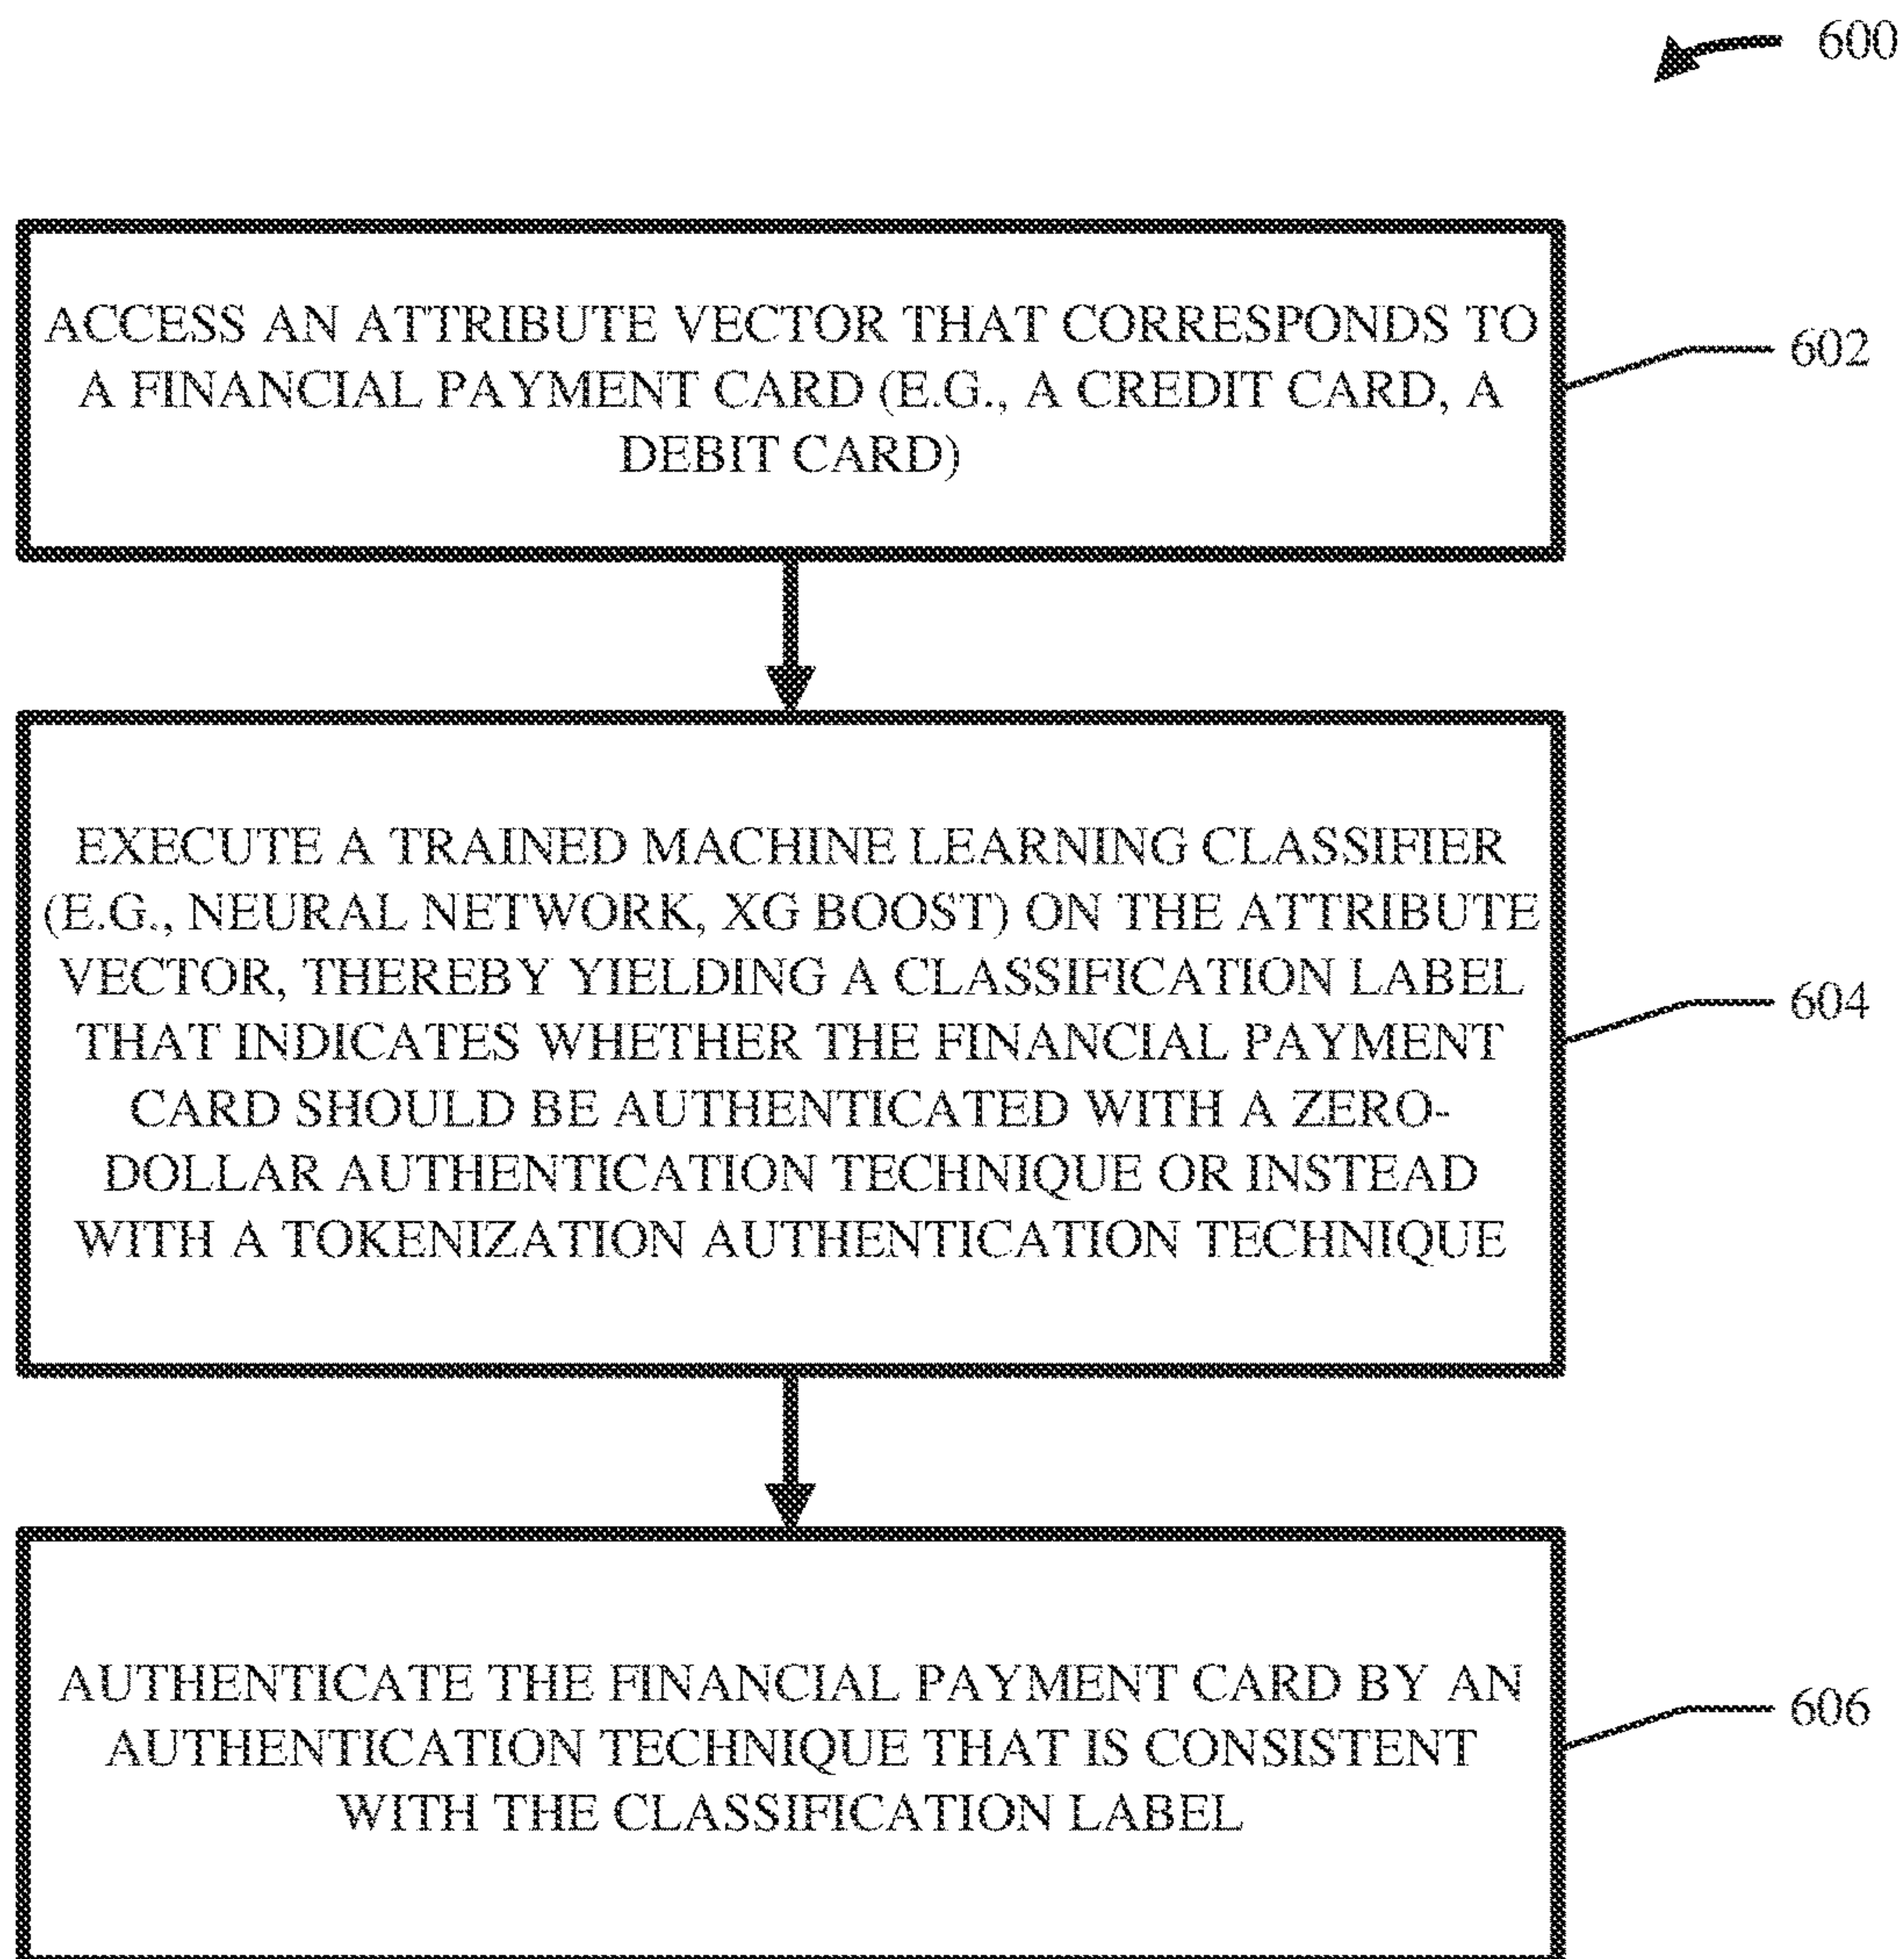 600
ACCESS AN ATTRIBUTE VECTOR THAT CORRESPONDS TO
A FINANCIAL PAYMENT CARD (E.G., A CREDIT CARD, A
DEBIT CARD)
602
EXECUTE A TRAINED MACHINE LEARNING CLASSIFIER
(E.G., NEURAL NETWORK, XG BOOST) ON THE ATTRIBUTE
VECTOR, THEREBY YIELDING A CLASSIFICATION LABEL
THAT INDICATES WHETHER THE FINANCIAL PAYMENT
CARD SHOULD BE AUTHENTICATED WITH A ZERO-
DOLLAR AUTHENTICATION TECHNIQUE OR INSTEAD
WITH A TOKENIZATION AUTHENTICATION TECHNIQUE
604
AUTHENTICATE THE FINANCIAL PAYMENT CARD BY AN
AUTHENTICATION TECHNIQUE THAT IS CONSISTENT
WITH THE CLASSIFICATION LABEL
606